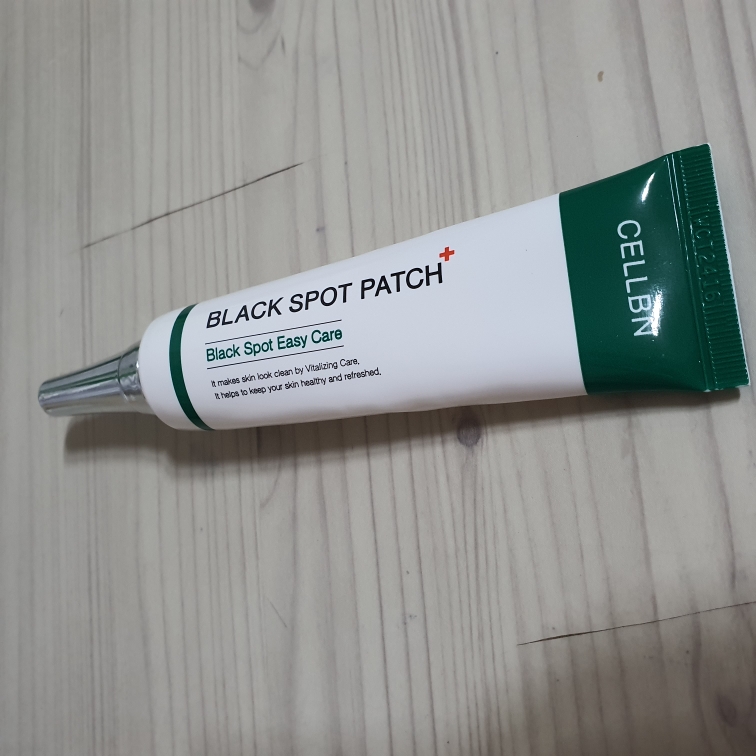 BLACK SPOT PATCH+
Black Spot Easy Care
It makes skin look clean by Vitalizing Care.
It helps to keep your skin healthy and refreshed.
CELLBN